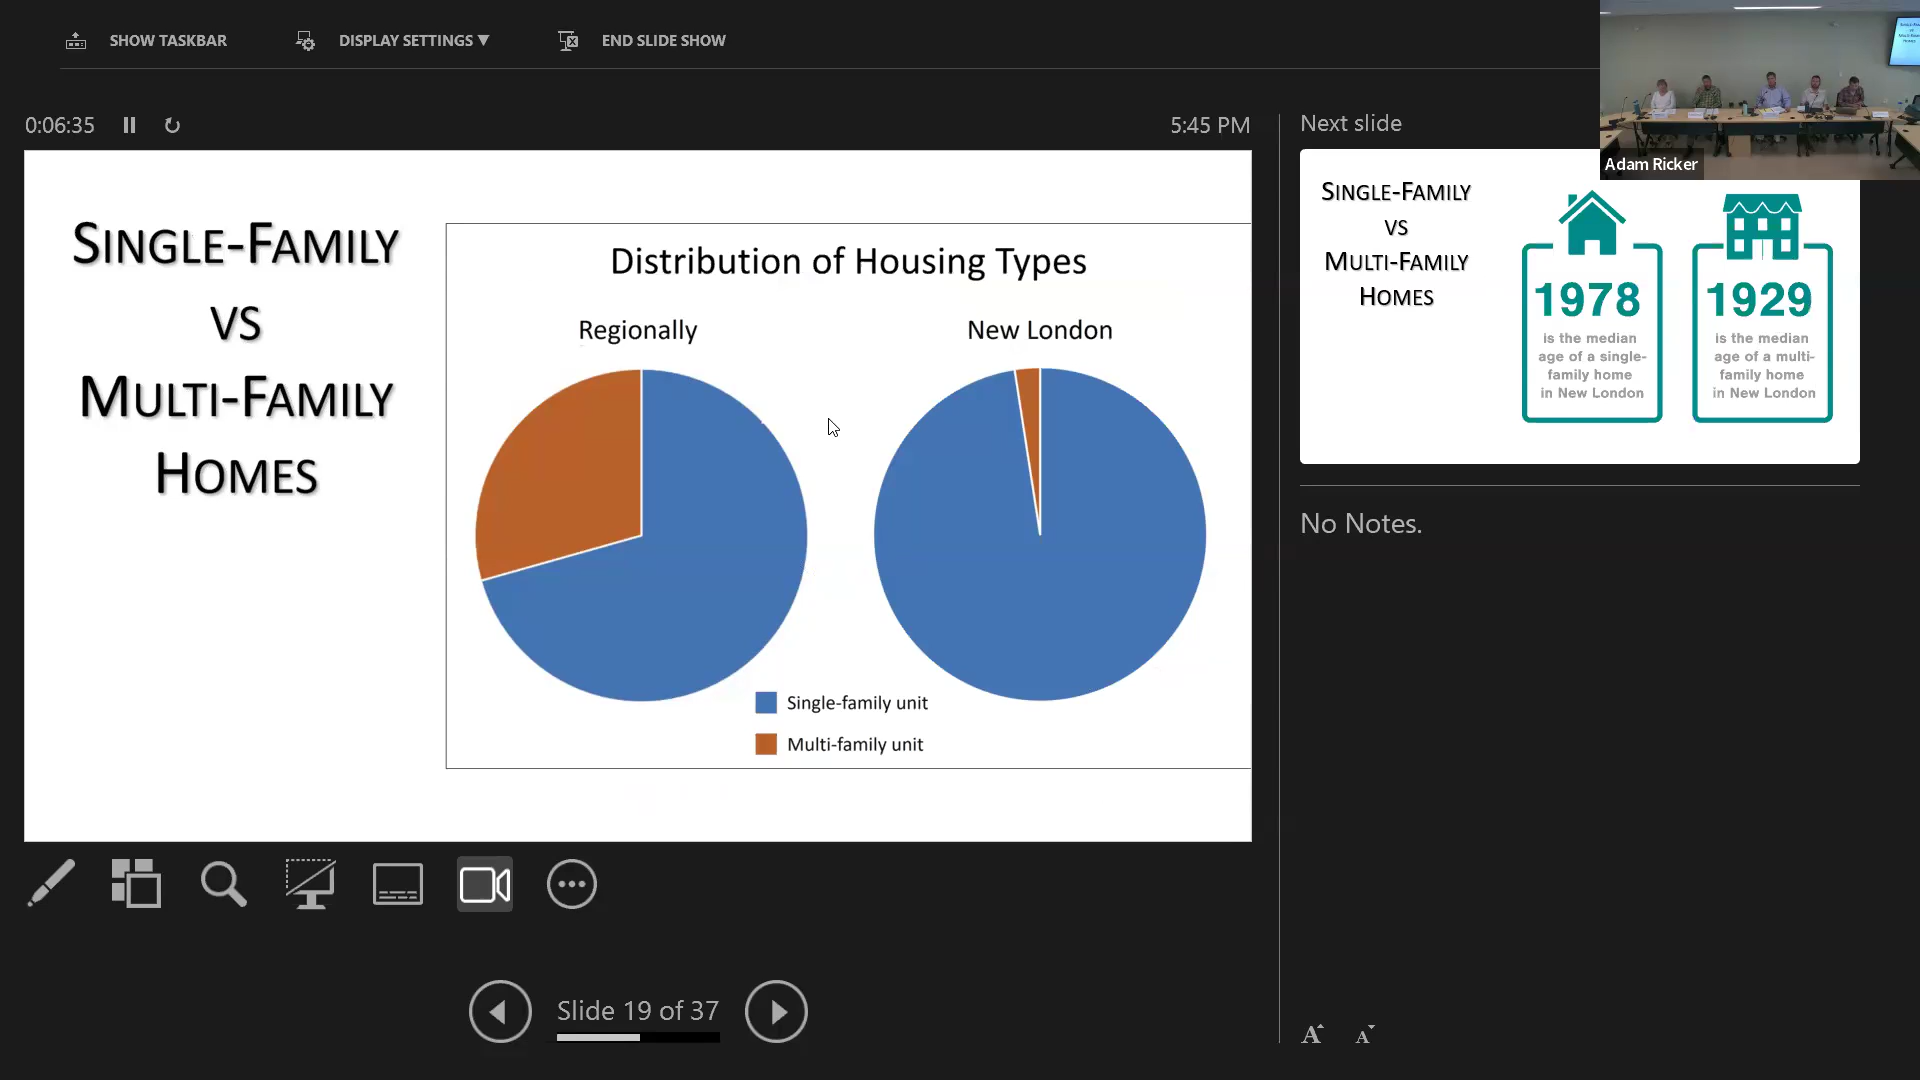 SHOW TASKBAR
DISPLAY SETTINGS ▼
END SLIDE SHOW
Adam Ricker
0:06:35
5:45 PM
Next slide
SINGLE-FAMILY
VS
MULTI-FAMILY
HOMES
Distribution of Housing Types
Regionally
New London
Single-family unit
Multi-family unit
SINGLE-FAMILY
VS
MULTI-FAMILY
HOMES
1978
is the median
age of a single-
family home
in New London
1929
is the median
age of a multi-
family home
in New London
No Notes.
Slide 19 of 37
A A